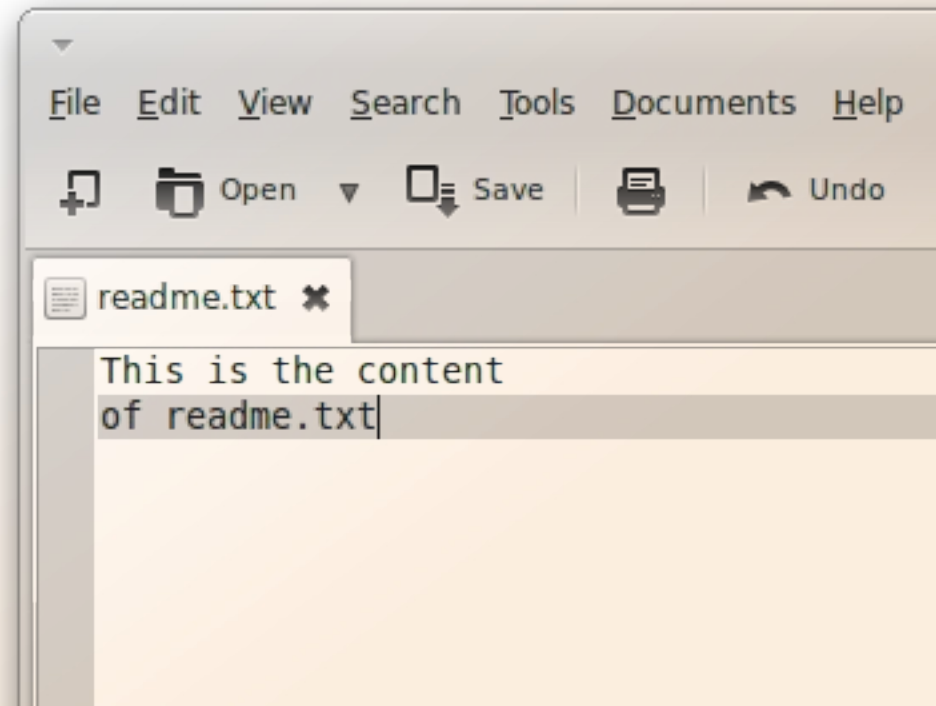 File Edit View Search Tools Documents Help
Open Save Undo
readme.txt
This is the content
of readme.txt